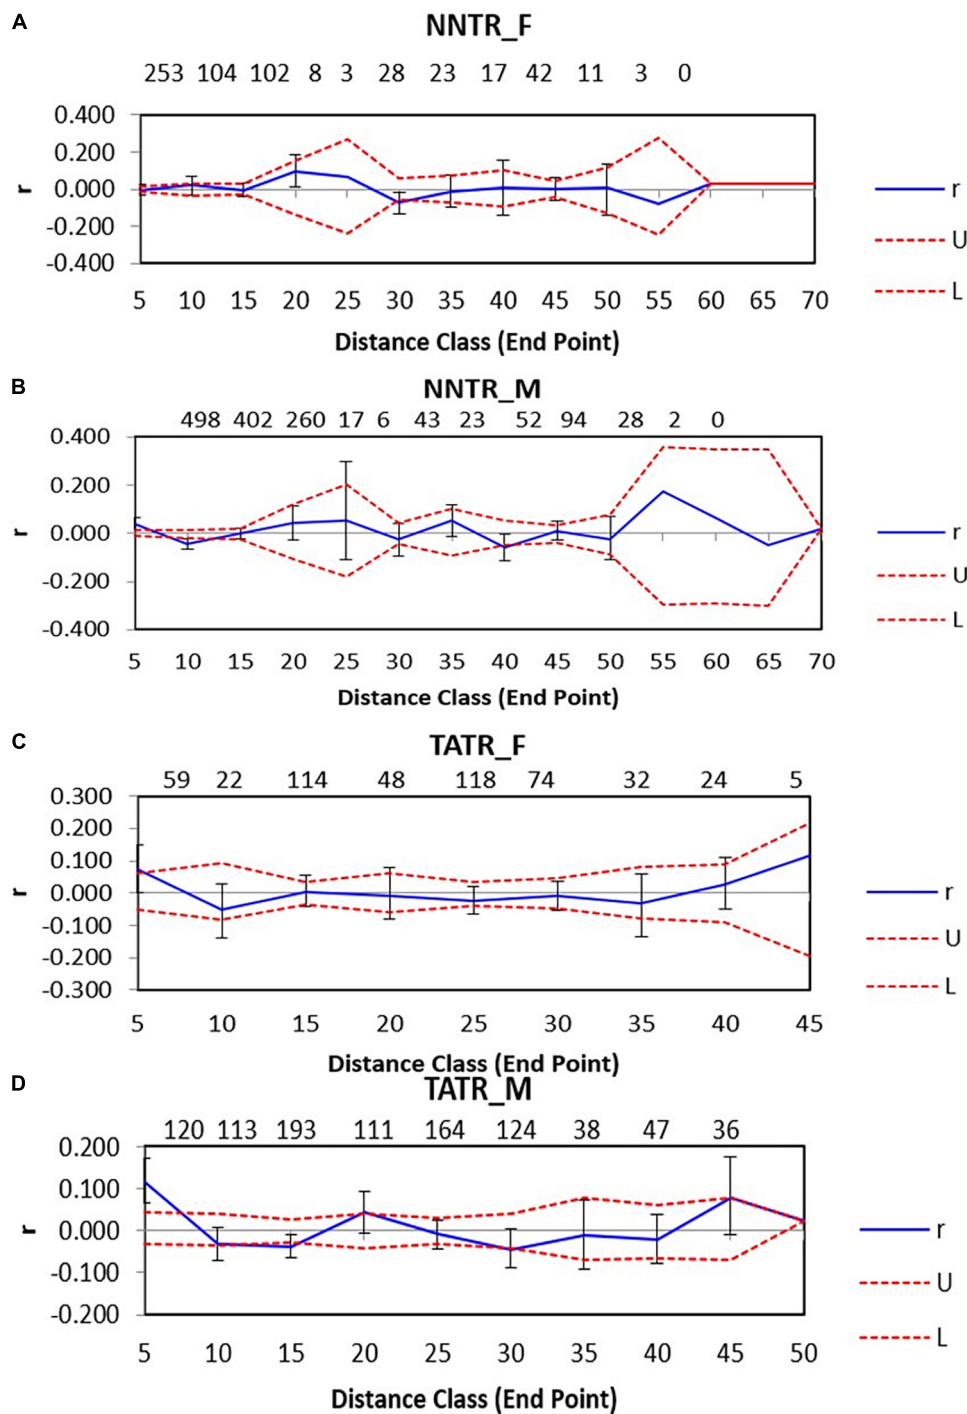 A
NNTR_F
253 104 102 8 3 28 23 17 42 11 3 0
0.400
0.200
0.000
-0.200
-0.400
r
5 10 15 20 25 30 35 40 45 50 55 60 65 70
Distance Class (End Point)
r
U
L
B
NNTR_M
498 402 260 17 6 43 23 52 94 28 2 0
0.400
0.200
0.000
-0.200
-0.400
r
5 10 15 20 25 30 35 40 45 50 55 60 65 70
Distance Class (End Point)
r
U
L
C
TATR_F
59 22 114 48 118 74 32 24 5
0.300
0.200
0.100
0.000
-0.100
-0.200
-0.300
r
5 10 15 20 25 30 35 40 45
Distance Class (End Point)
r
U
L
D
TATR_M
120 113 193 111 164 124 38 47 36
0.200
0.100
0.000
-0.100
-0.200
r
5 10 15 20 25 30 35 40 45 50
Distance Class (End Point)
r
U
L